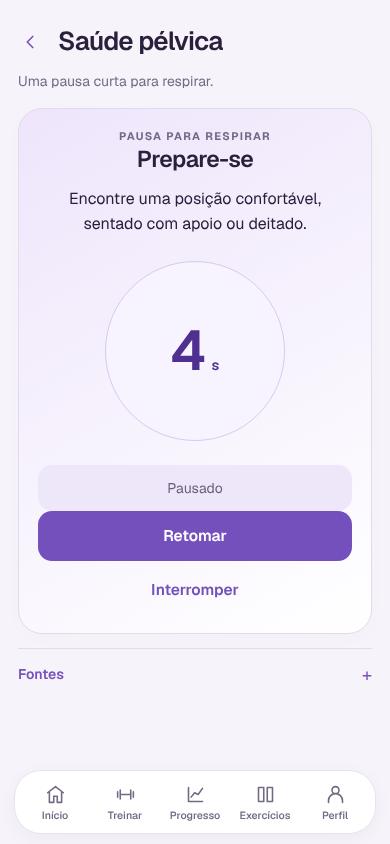 Saúde pélvica
Uma pausa curta para respirar.
PAUSA PARA RESPIRAR
Prepare-se
Encontre uma posição confortável,
sentado com apoio ou deitado.
4 s
Pausado
Retomar
Interromper
Fontes +
Início Treinar Progresso Exercícios Perfil